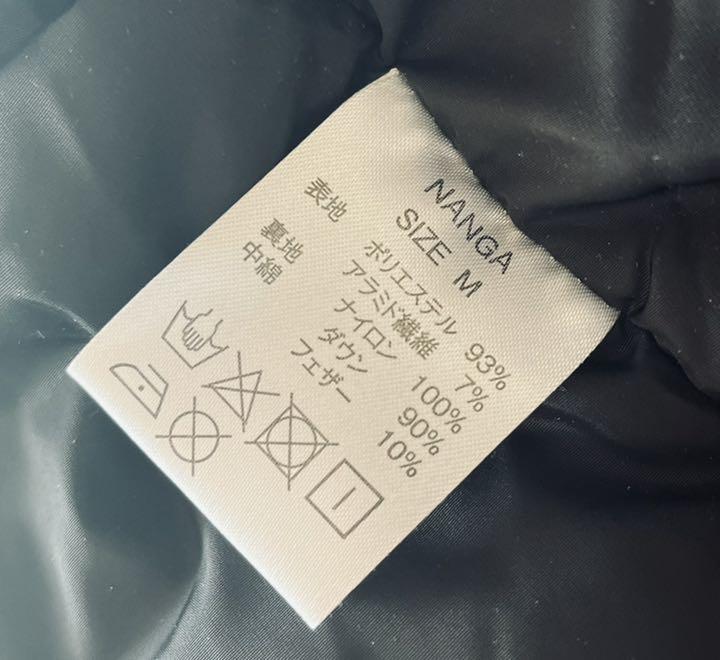 NANGA
SIZE M
表地 ポリエステル 93%
アラミド繊維 7%
裏地 ナイロン 100%
中綿 ダウン 90%
フェザー 10%